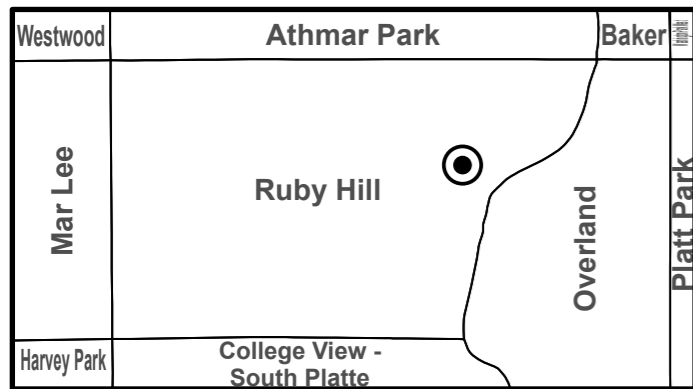 Westwood
Athmar Park
Baker
Mar Lee
Ruby Hill
Overland
Platt Park
Harvey Park
College View -
South Platte